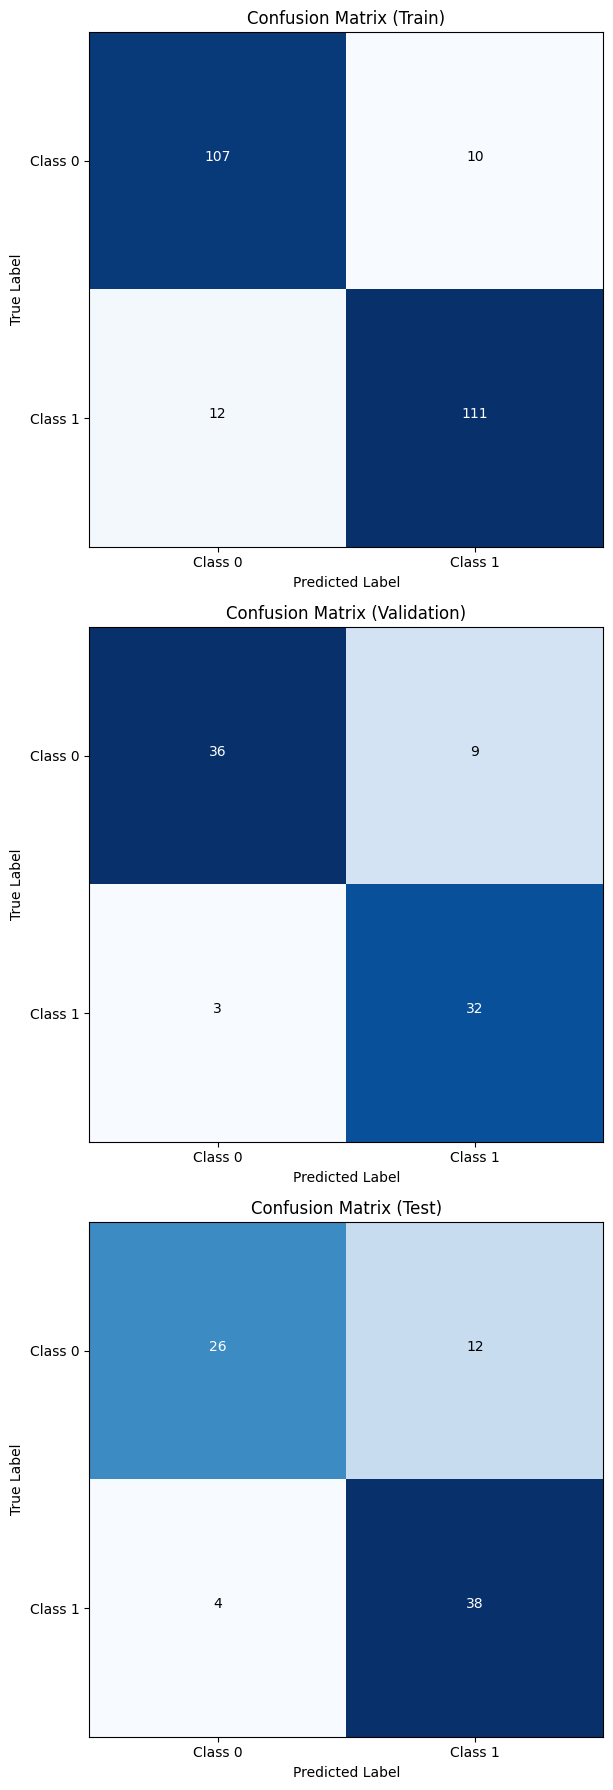 Confusion Matrix (Train)
True Label
Class 0
107
10
Class 1
12
111
Class 0
Class 1
Predicted Label
Confusion Matrix (Validation)
True Label
Class 0
36
9
Class 1
3
32
Class 0
Class 1
Predicted Label
Confusion Matrix (Test)
True Label
Class 0
26
12
Class 1
4
38
Class 0
Class 1
Predicted Label